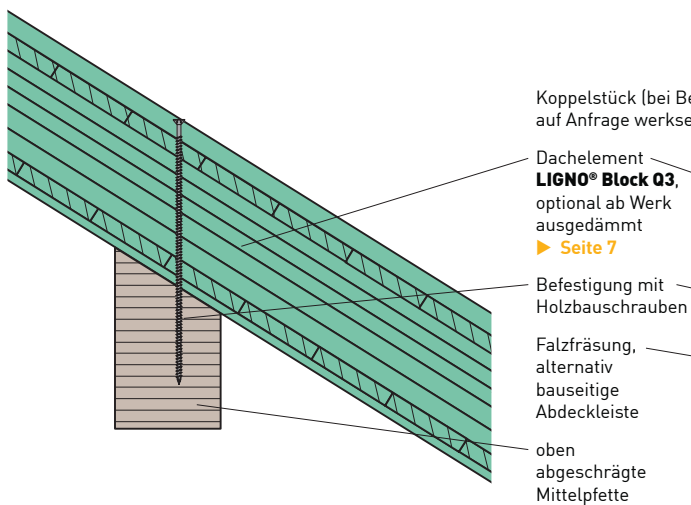 Koppelstück (bei Be
auf Anfrage werkse
Dachelement
LIGNO® Block Q3,
optional ab Werk
ausgedämmt
▶ Seite 7
Befestigung mit
Holzbauschrauben
Falzfräsung,
alternativ
bauseitige
Abdeckleiste
oben
abgeschrägte
Mittelpfette